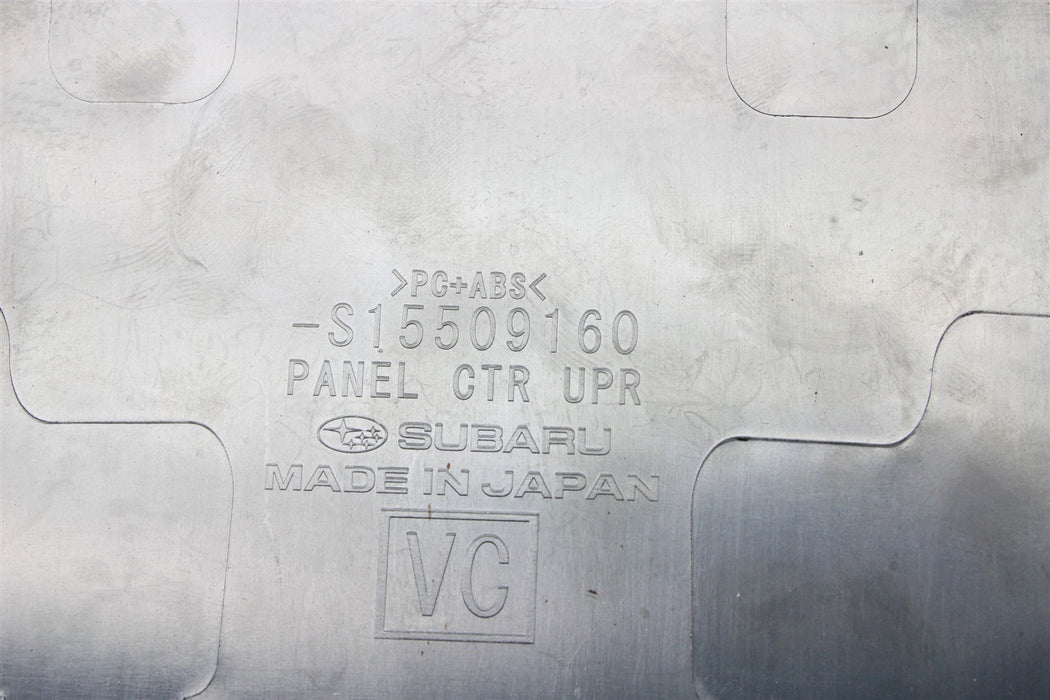 >PC+ABS<
-S15509160
PANEL CTR UPR
SUBARU
MADE IN JAPAN
VC